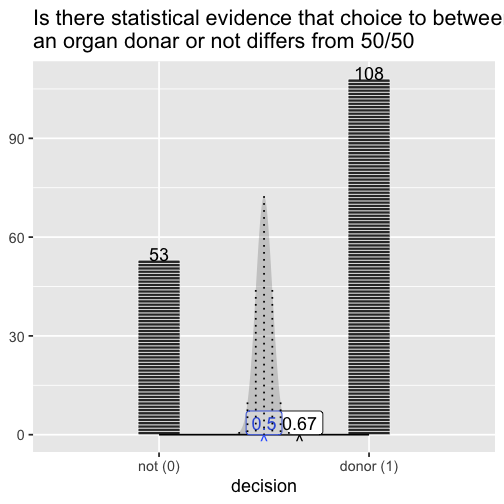 Is there statistical evidence that choice to betwee
an organ donar or not differs from 50/50
108
90
53
60
30
0.5
0.67
0
not (0)
donor (1)
decision